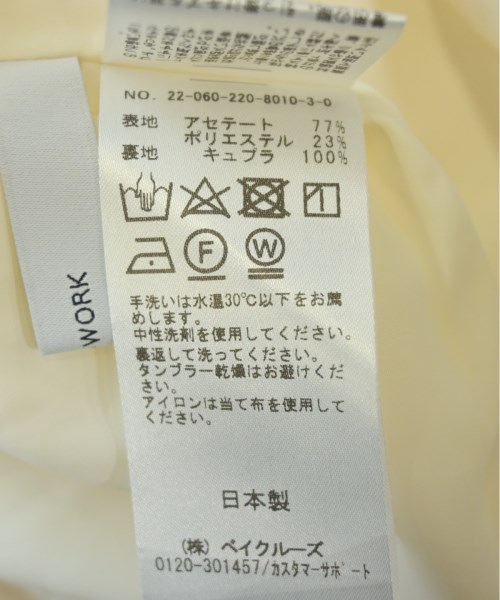 NO. 22-060-220-8010-3-0
表地 アセテート 77%
ポリエステル 23%
裏地 キュプラ 100%
F W
手洗いは水温30℃以下をお薦
めします。
中性洗剤を使用してください。
裏返して洗ってください。
タンブラー乾燥はお避けくだ
さい。
アイロンは当て布を使用して
ください。
日本製
(株) ベイクルーズ
0120-301457/カスタマーサポート
WORK